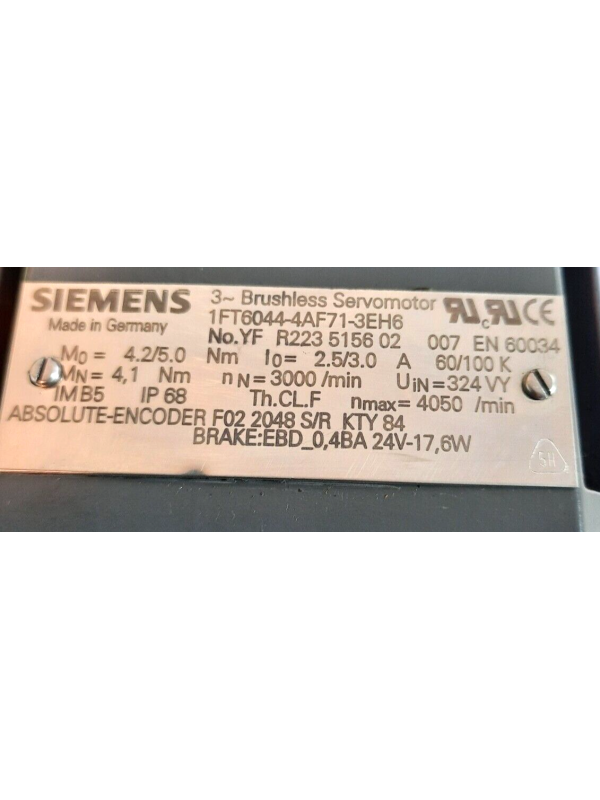 SIEMENS 3~ Brushless Servomotor
Made in Germany 1FT6044-4AF71-3EH6
No.YF R223 5156 02 007 EN 60034
M0 = 4.2/5.0 Nm I0 = 2.5/3.0 A 60/100 K
MN = 4,1 Nm nN = 3000 /min UiN = 324 VY
IM B5 IP 68 Th.CL.F nmax = 4050 /min
ABSOLUTE-ENCODER F02 2048 S/R KTY 84
BRAKE:EBD_0,4BA 24V-17,6W